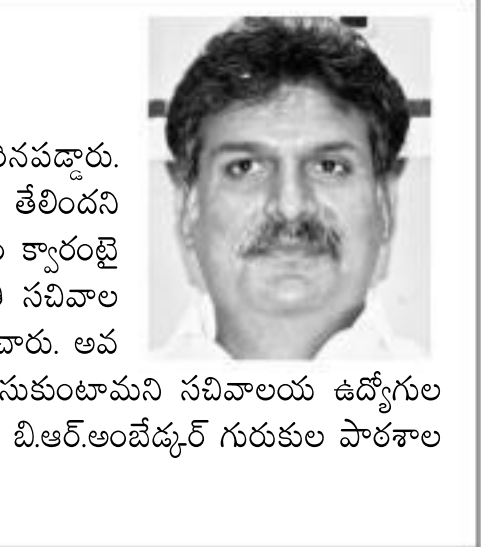 నపడ్డారు.
తేలిందని
క్వారంటై
సచివాల
చారు. అవ
సుకుంటామని సచివాలయ ఉద్యోగుల
బి.ఆర్.అంబేడ్కర్ గురుకుల పాఠశాల